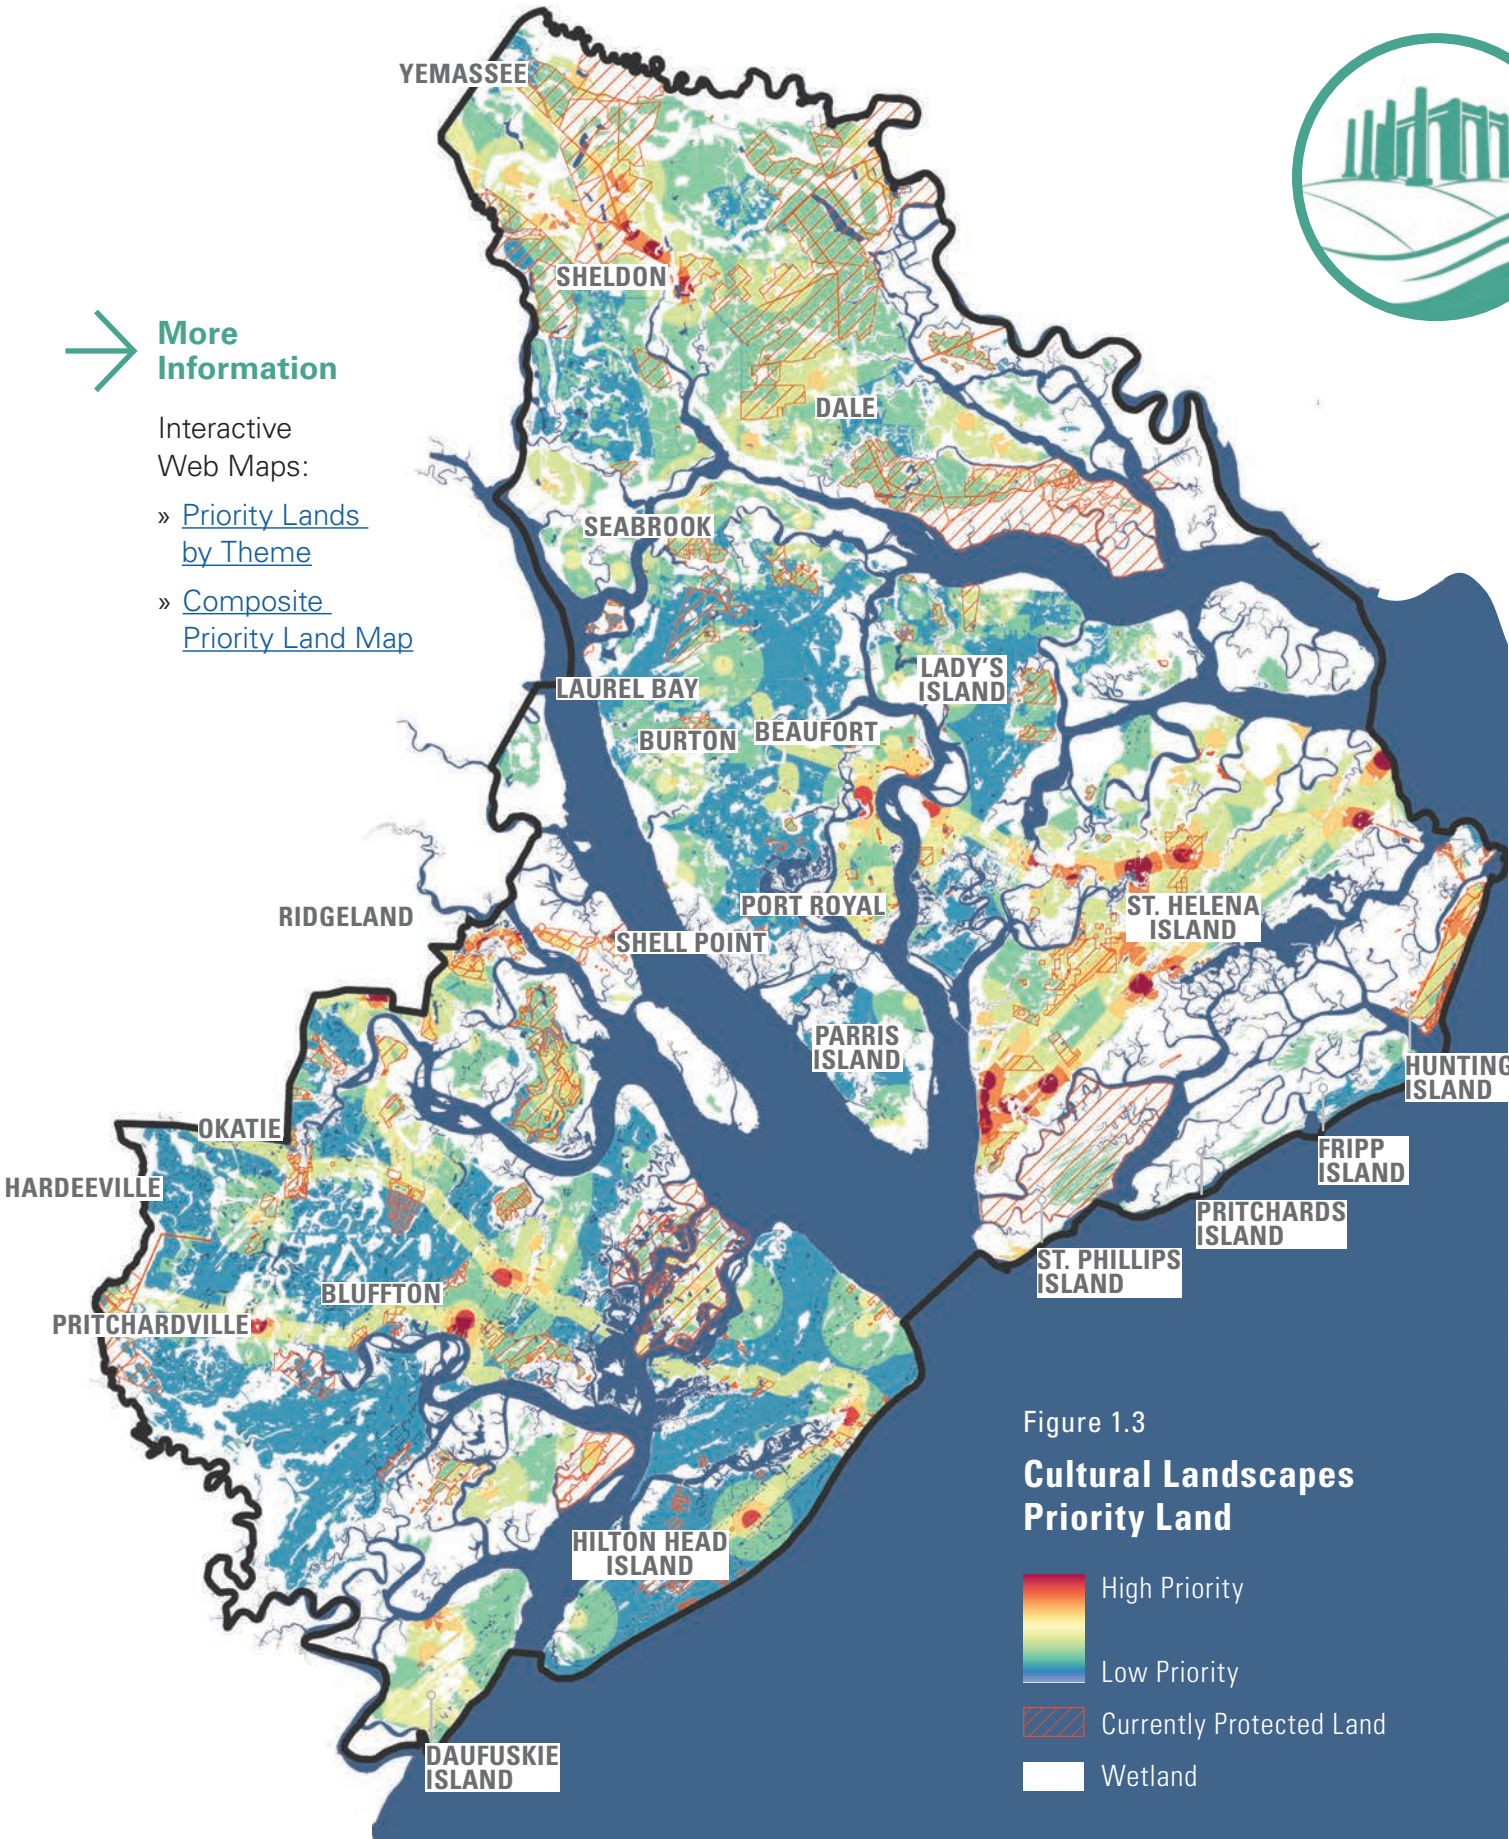 YEMASSEE
SHELDON
More
Information
Interactive
Web Maps:
» Priority Lands
by Theme
» Composite
Priority Land Map
DALE
SEABROOK
LADY'S
ISLAND
LAUREL BAY
BURTON
BEAUFORT
RIDGELAND
PORT ROYAL
SHELL POINT
ST. HELENA
ISLAND
PARRIS
ISLAND
HUNTING
ISLAND
OKATIE
FRIPP
ISLAND
HARDEEVILLE
PRITCHARDS
ISLAND
ST. PHILLIPS
ISLAND
BLUFFTON
PRITCHARDVILLE
HILTON HEAD
ISLAND
DAUFUSKIE
ISLAND
Figure 1.3
Cultural Landscapes
Priority Land
High Priority
Low Priority
Currently Protected Land
Wetland